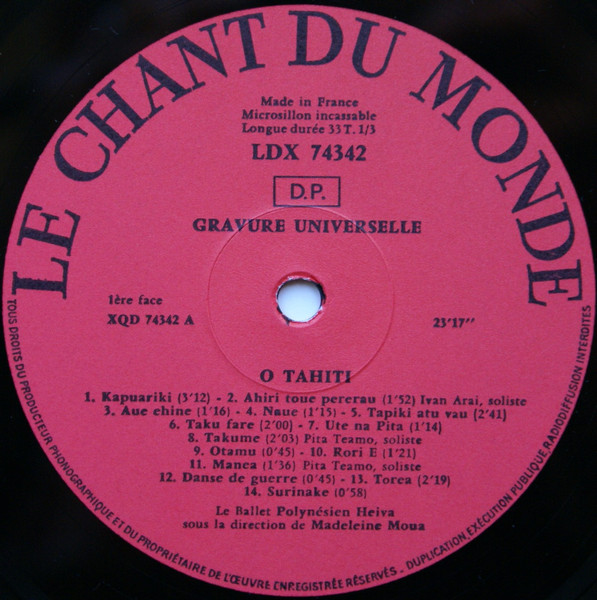 LE CHANT DU MONDE
Made in France
Microsillon incassable
Longue durée 33 T. 1/3
LDX 74342
D.P.
GRAVURE UNIVERSELLE
1ère face
XQD 74342 A
23'17''
O TAHITI
1. Kapuariki (3'12) - 2. Ahiri toue pererau (1'52) Ivan Arai, soliste
3. Aue ehine (1'16) - 4. Naue (1'15) - 5. Tapiki atu vau (2'41)
6. Taku fare (2'00) - 7. Ute na Pita (1'14)
8. Takume (2'03) Pita Teamo, soliste
9. Otamu (0'45) - 10. Rori E (1'21)
11. Manea (1'36) Pita Teamo, soliste
12. Danse de guerre (0'45) - 13. Torea (2'19)
14. Surinake (0'58)
Le Ballet Polynésien Heiva
sous la direction de Madeleine Moua
TOUS DROITS DU PRODUCTEUR PHONOGRAPHIQUE ET DU PROPRIÉTAIRE DE L'ŒUVRE ENREGISTRÉE RÉSERVÉS - DUPLICATION, EXÉCUTION PUBLIQUE, RADIODIFFUSION INTERDITES